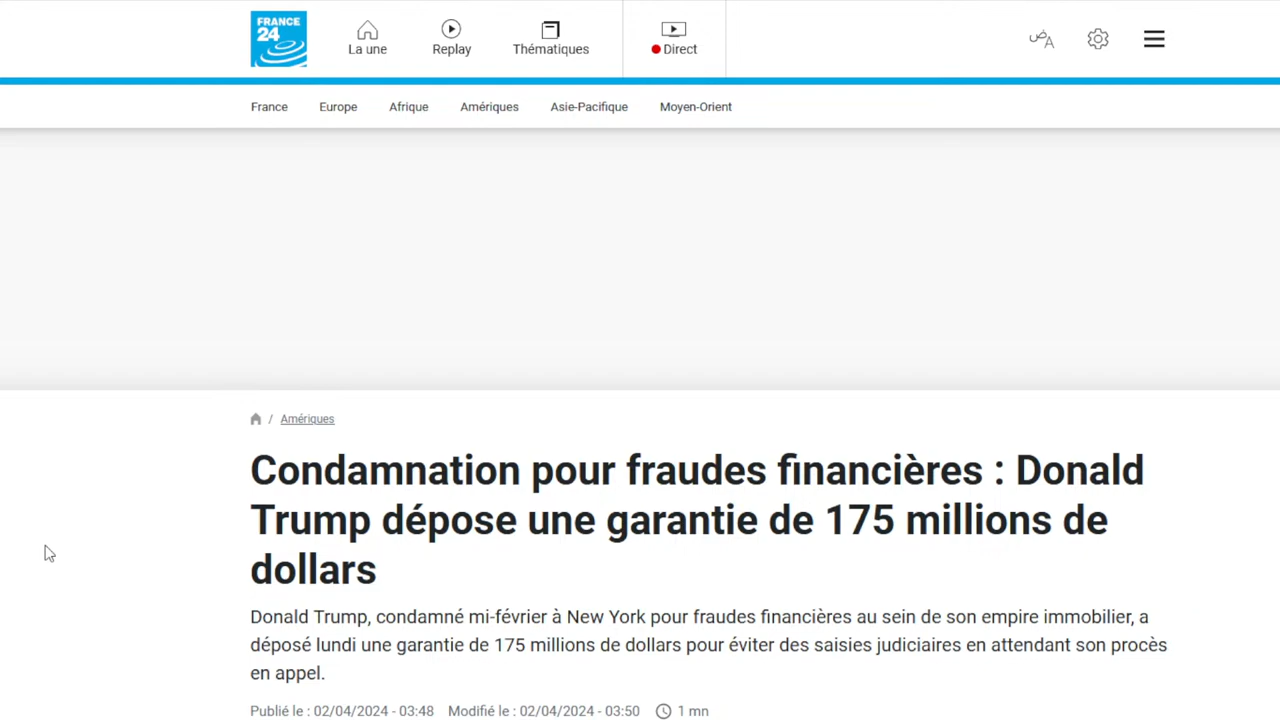 FRANCE
24
La une
Replay
Thématiques
Direct
France
Europe
Afrique
Amériques
Asie-Pacifique
Moyen-Orient
/ Amériques
Condamnation pour fraudes financières : Donald
Trump dépose une garantie de 175 millions de
dollars
Donald Trump, condamné mi-février à New York pour fraudes financières au sein de son empire immobilier, a
déposé lundi une garantie de 175 millions de dollars pour éviter des saisies judiciaires en attendant son procès
en appel.
Publié le : 02/04/2024 - 03:48 Modifié le : 02/04/2024 - 03:50 1 mn